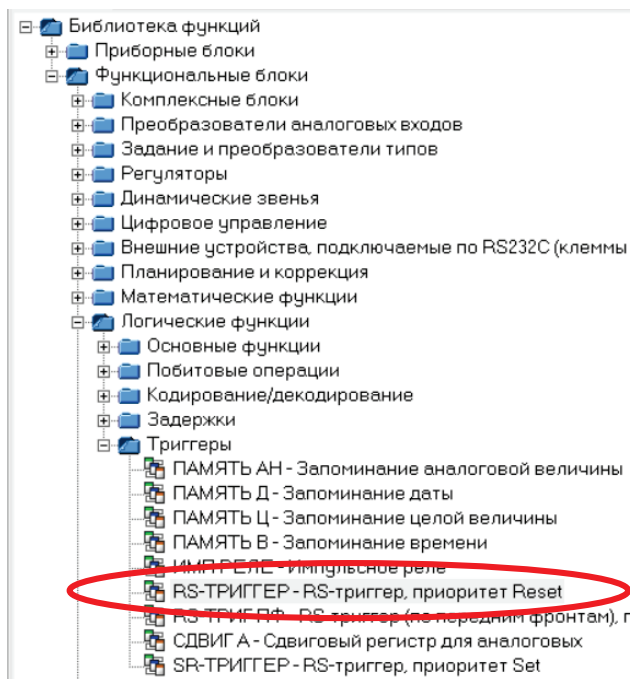 Библиотека функций
Приборные блоки
Функциональные блоки
Комплексные блоки
Преобразователи аналоговых входов
Задание и преобразователи типов
Регуляторы
Динамические звенья
Цифровое управление
Внешние устройства, подключаемые по RS232C (клеммы
Планирование и коррекция
Математические функции
Логические функции
Основные функции
Побитовые операции
Кодирование/декодирование
Задержки
Триггеры
ПАМЯТЬ АН - Запоминание аналоговой величины
ПАМЯТЬ Д - Запоминание даты
ПАМЯТЬ Ц - Запоминание целой величины
ПАМЯТЬ В - Запоминание времени
ИМП.РЕЛЕ - Импульсное реле
RS-ТРИГГЕР - RS-триггер, приоритет Reset
RS-ТРИГ.ПФ - RS-триггер (по передним фронтам),
СДВИГ А - Сдвиговый регистр для аналоговых
SR-ТРИГГЕР - RS-триггер, приоритет Set